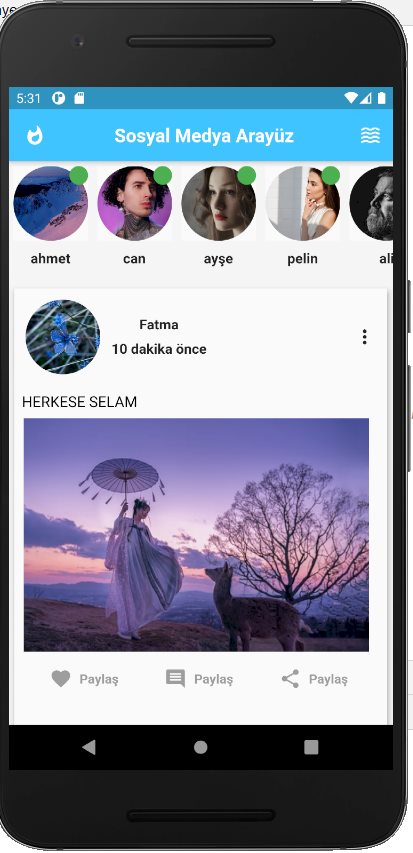 5:31
Sosyal Medya Arayüz
ahmet can ayşe pelin ali
Fatma
10 dakika önce
HERKESE SELAM
Paylaş Paylaş Paylaş